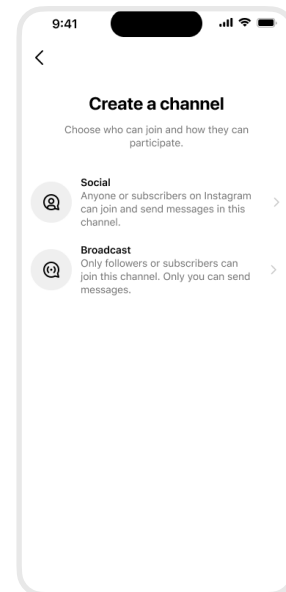 9:41
Create a channel
Choose who can join and how they can
participate.
Social
Anyone or subscribers on Instagram
can join and send messages in this
channel.
Broadcast
Only followers or subscribers can
join this channel. Only you can send
messages.